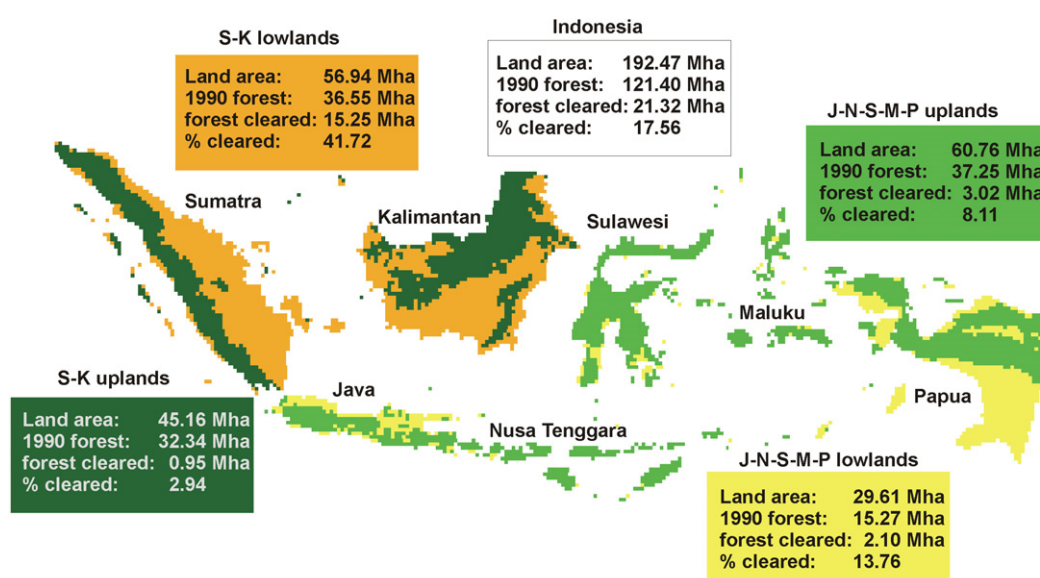 S-K lowlands
Land area: 56.94 Mha
1990 forest: 36.55 Mha
forest cleared: 15.25 Mha
% cleared: 41.72
Indonesia
Land area: 192.47 Mha
1990 forest: 121.40 Mha
forest cleared: 21.32 Mha
% cleared: 17.56
J-N-S-M-P uplands
Land area: 60.76 Mha
1990 forest: 37.25 Mha
forest cleared: 3.02 Mha
% cleared: 8.11
Sumatra
Kalimantan
Sulawesi
Maluku
Papua
Java
Nusa Tenggara
S-K uplands
Land area: 45.16 Mha
1990 forest: 32.34 Mha
forest cleared: 0.95 Mha
% cleared: 2.94
J-N-S-M-P lowlands
Land area: 29.61 Mha
1990 forest: 15.27 Mha
forest cleared: 2.10 Mha
% cleared: 13.76